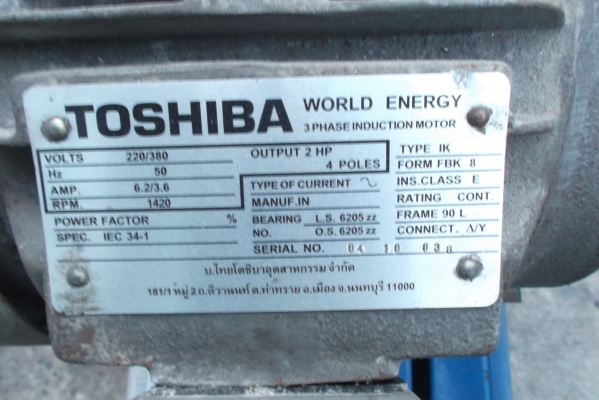 TOSHIBA WORLD ENERGY
3 PHASE INDUCTION MOTOR
VOLTS 220/380
Hz 50
AMP. 6.2/3.6
RPM. 1420
POWER FACTOR %
SPEC. IEC 34-1
OUTPUT 2 HP
4 POLES
TYPE OF CURRENT ~
MANUF.IN
BEARING L.S. 6205 zz
NO. O.S. 6205 zz
SERIAL NO. 04 10 038
TYPE IK
FORM FBK 8
INS.CLASS E
RATING CONT.
FRAME 90 L
CONNECT. Δ/Y
บ.ไทยโตชิบาอุตสาหกรรม จำกัด
181/1 หมู่ 2 ถ.ติวานนท์ ต.ท่าทราย อ.เมือง จ.นนทบุรี 11000